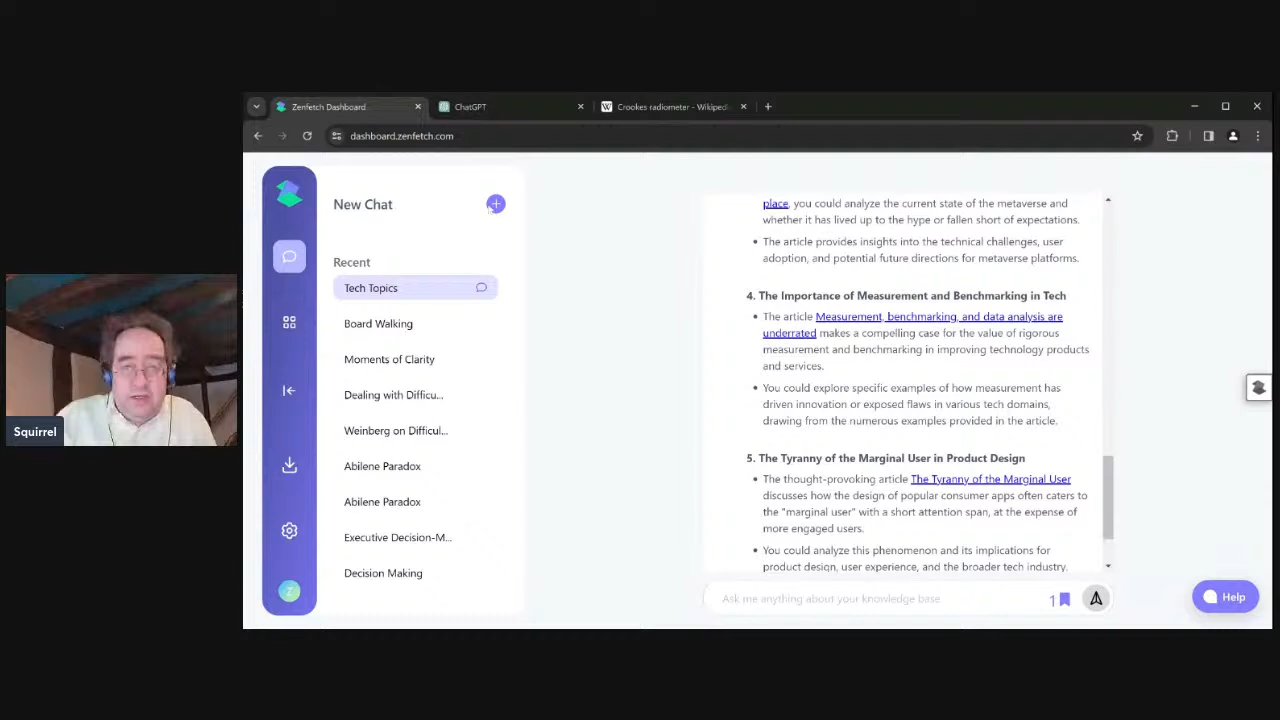 Zenfetch Dashboard
ChatGPT
Crookes radiometer - Wikipedi
dashboard.zenfetch.com
New Chat
Recent
Tech Topics
Board Walking
Moments of Clarity
Dealing with Difficu...
Weinberg on Difficul...
Abilene Paradox
Abilene Paradox
Executive Decision-M...
Decision Making
Z
place, you could analyze the current state of the metaverse and
whether it has lived up to the hype or fallen short of expectations.
• The article provides insights into the technical challenges, user
adoption, and potential future directions for metaverse platforms.
4. The Importance of Measurement and Benchmarking in Tech
• The article Measurement, benchmarking, and data analysis are
underrated makes a compelling case for the value of rigorous
measurement and benchmarking in improving technology products
and services.
• You could explore specific examples of how measurement has
driven innovation or exposed flaws in various tech domains,
drawing from the numerous examples provided in the article.
5. The Tyranny of the Marginal User in Product Design
• The thought-provoking article The Tyranny of the Marginal User
discusses how the design of popular consumer apps often caters to
the "marginal user" with a short attention span, at the expense of
more engaged users.
• You could analyze this phenomenon and its implications for
product design, user experience, and the broader tech industry.
Ask me anything about your knowledge base
1
Help
Squirrel